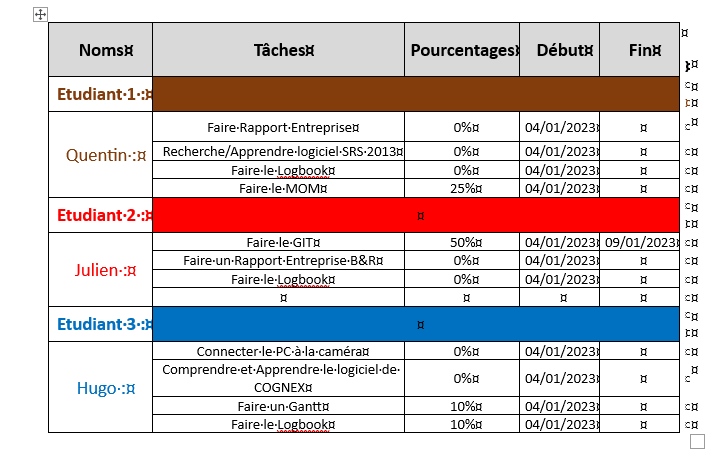 Noms Tâches Pourcentages Début Fin
Etudiant 1 :
Faire Rapport Entreprise 0% 04/01/2023
Quentin :
Recherche/Apprendre logiciel SRS 2013 0% 04/01/2023
Faire le Logbook 0% 04/01/2023
Faire le MOM 25% 04/01/2023
Etudiant 2 :
Faire le GIT 50% 04/01/2023 09/01/2023
Julien :
Faire un Rapport Entreprise B&R 0% 04/01/2023
Faire le Logbook 0% 04/01/2023
Etudiant 3 :
Connecter le PC à la caméra 0% 04/01/2023
Hugo :
Comprendre et Apprendre le logiciel de
COGNEX 0% 04/01/2023
Faire un Gantt 10% 04/01/2023
Faire le Logbook 10% 04/01/2023